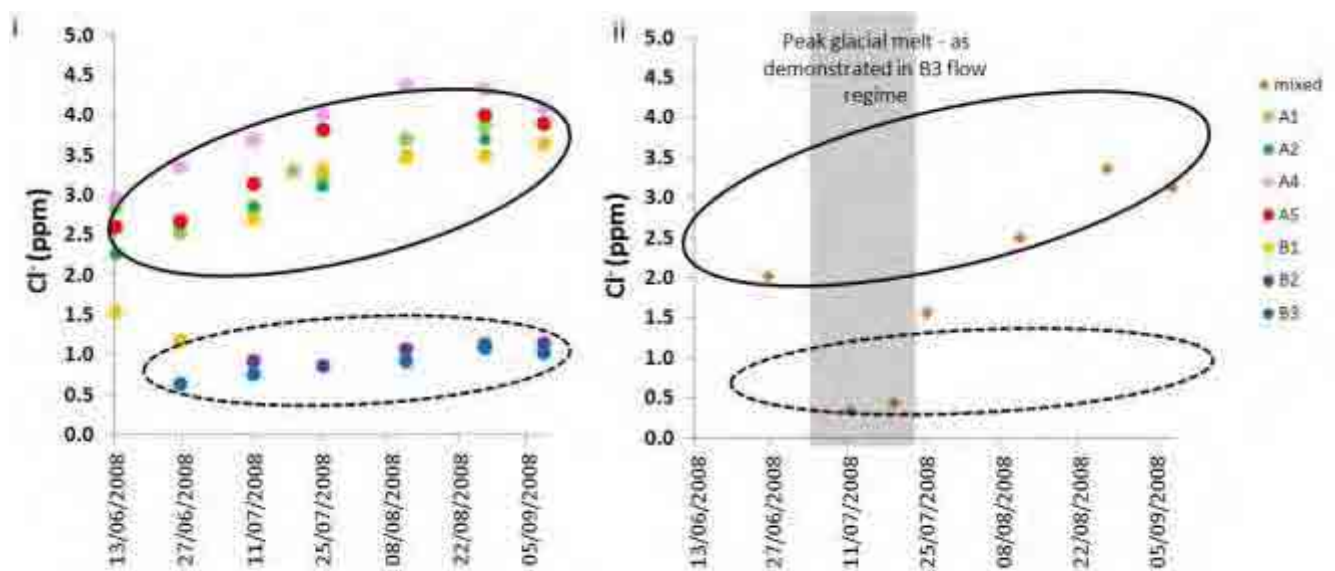 i
5.0
4.5
4.0
3.5
3.0
2.5
2.0
1.5
1.0
0.5
0.0
Cl⁻ (ppm)
13/06/2008
27/06/2008
11/07/2008
25/07/2008
08/08/2008
22/08/2008
05/09/2008
ii
Peak glacial melt - as
demonstrated in B3 flow
regime
5.0
4.5
4.0
3.5
3.0
2.5
2.0
1.5
1.0
0.5
0.0
Cl⁻ (ppm)
13/06/2008
27/06/2008
11/07/2008
25/07/2008
08/08/2008
22/08/2008
05/09/2008
mixed
A1
A2
A4
A5
B1
B2
B3